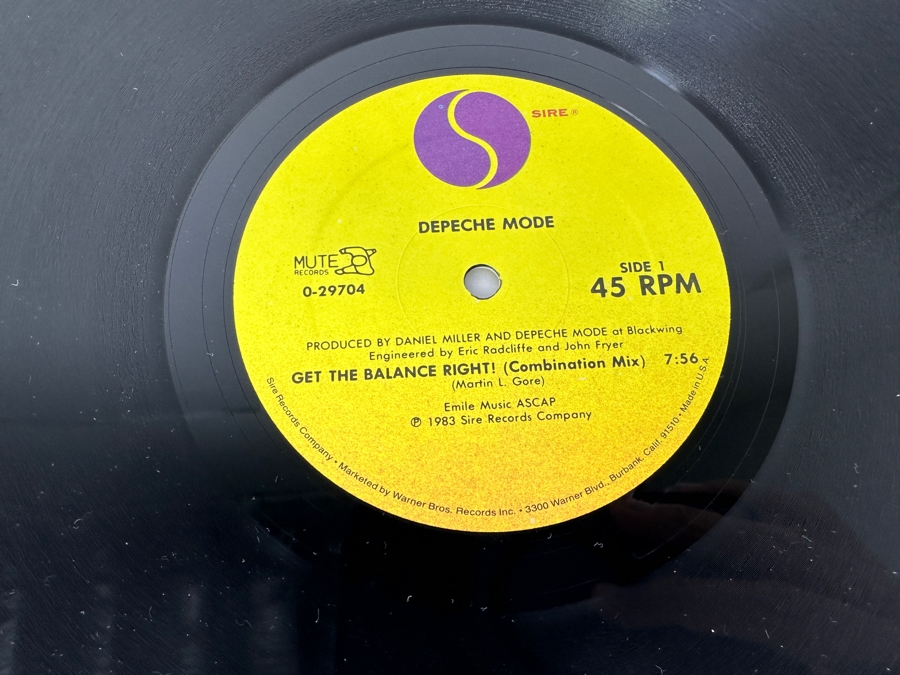 SIRE ®
DEPECHE MODE
MUTE
RECORDS
0-29704
SIDE 1
45 RPM
PRODUCED BY DANIEL MILLER AND DEPECHE MODE at Blackwing
Engineered by Eric Radcliffe and John Fryer
GET THE BALANCE RIGHT! (Combination Mix) 7:56
(Martin L. Gore)
Emile Music ASCAP
℗ 1983 Sire Records Company
Sire Records Company • Marketed by Warner Bros. Records Inc. • 3300 Warner Blvd., Burbank, Calif. 91510 • Made in U.S.A.